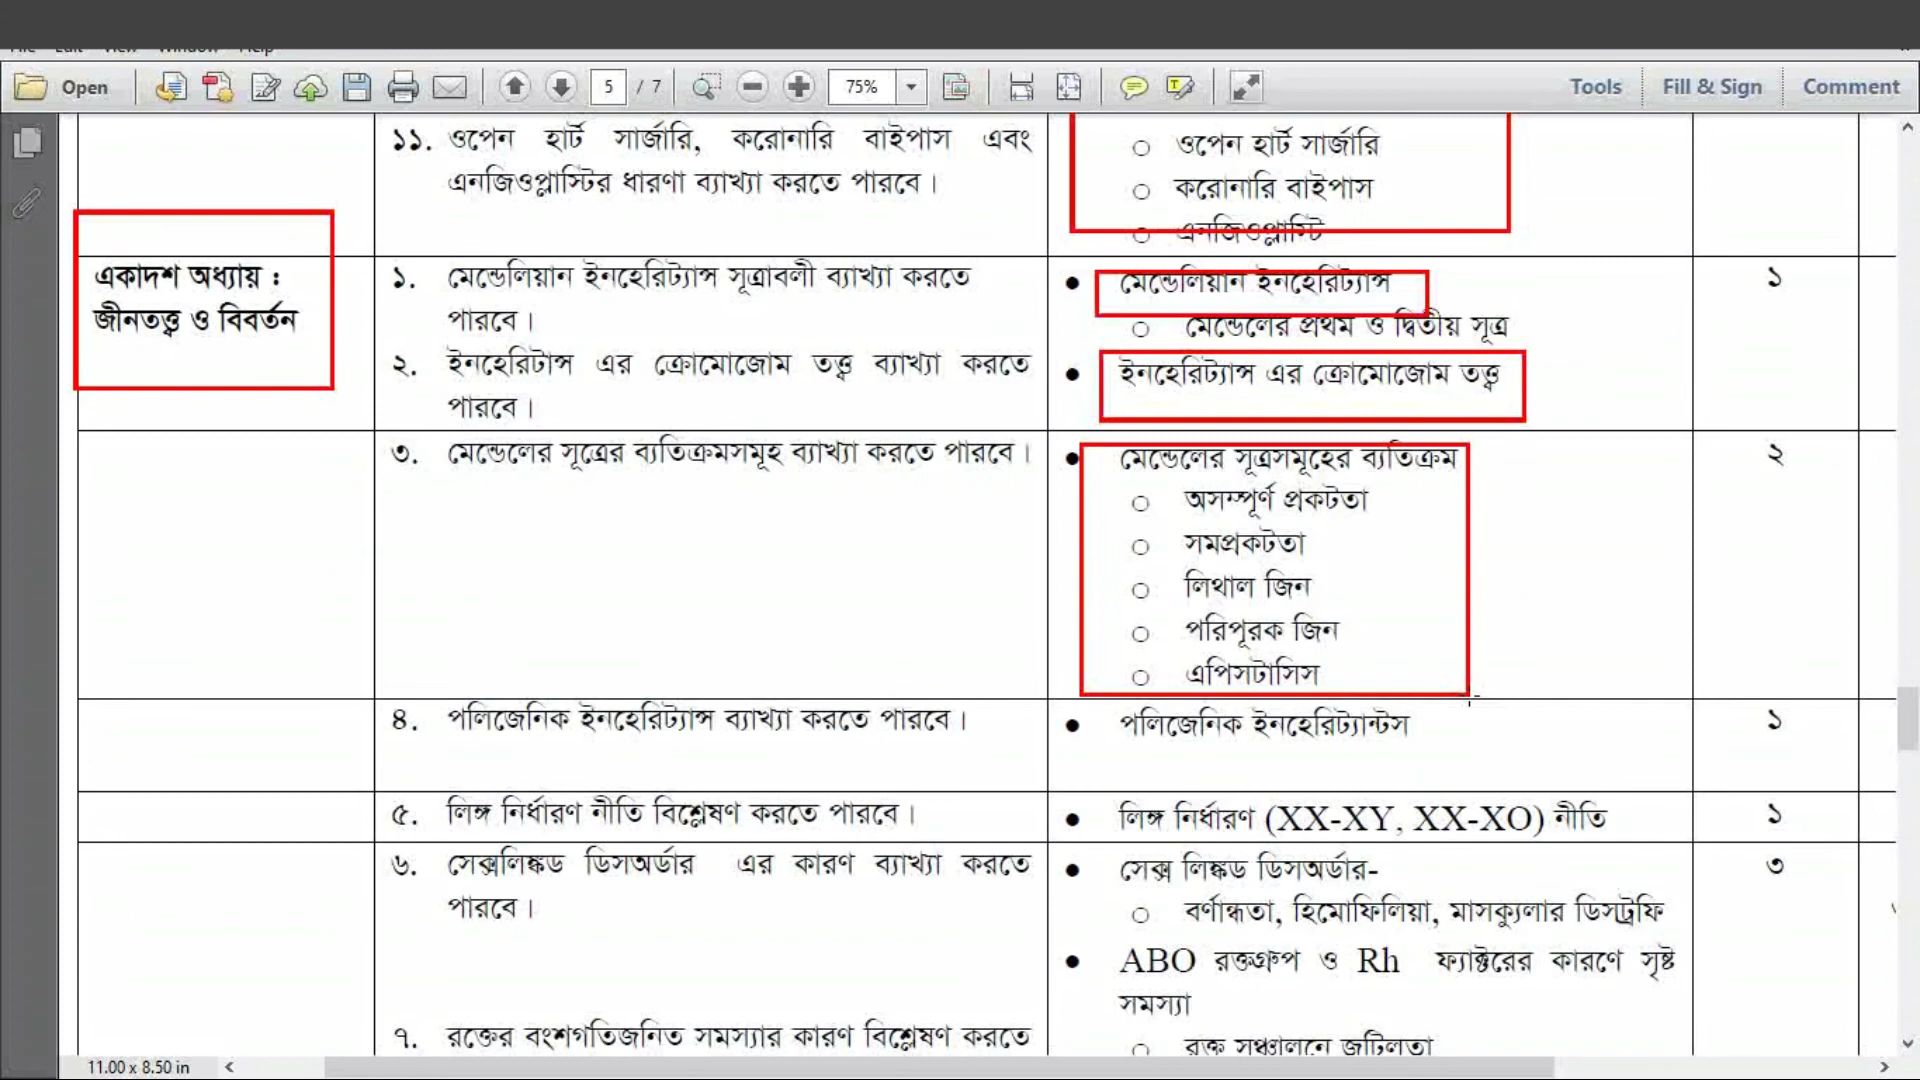 File Edit View Window Help
Open
5 / 7
75%
Tools
Fill & Sign
Comment
১১. ওপেন হার্ট সার্জারি, করোনারি বাইপাস এবং
এনজিওপ্লাস্টির ধারণা ব্যাখ্যা করতে পারবে।
○ ওপেন হার্ট সার্জারি
○ করোনারি বাইপাস
○ এনজিওপ্লাস্টি
একাদশ অধ্যায় :
জীনতত্ত্ব ও বিবর্তন
১. মেন্ডেলিয়ান ইনহেরিট্যান্স সূত্রাবলী ব্যাখ্যা করতে
পারবে।
২. ইনহেরিটান্স এর ক্রোমোজোম তত্ত্ব ব্যাখ্যা করতে
পারবে।
● মেন্ডেলিয়ান ইনহেরিট্যান্স
○ মেন্ডেলের প্রথম ও দ্বিতীয় সূত্র
● ইনহেরিট্যান্স এর ক্রোমোজোম তত্ত্ব
১
৩. মেন্ডেলের সূত্রের ব্যতিক্রমসমূহ ব্যাখ্যা করতে পারবে।
● মেন্ডেলের সূত্রসমূহের ব্যতিক্রম
○ অসম্পূর্ণ প্রকটতা
○ সমপ্রকটতা
○ লিথাল জিন
○ পরিপূরক জিন
○ এপিসটাসিস
২
৪. পলিজেনিক ইনহেরিট্যান্স ব্যাখ্যা করতে পারবে।
● পলিজেনিক ইনহেরিট্যান্টস
১
৫. লিঙ্গ নির্ধারণ নীতি বিশ্লেষণ করতে পারবে।
● লিঙ্গ নির্ধারণ (XX-XY, XX-XO) নীতি
১
৬. সেক্সলিঙ্কড ডিসঅর্ডার এর কারণ ব্যাখ্যা করতে
পারবে।
● সেক্স লিঙ্কড ডিসঅর্ডার-
○ বর্ণান্ধতা, হিমোফিলিয়া, মাসক্যুলার ডিসট্রফি
● ABO রক্তগ্রুপ ও Rh ফ্যাক্টরের কারণে সৃষ্ট
সমস্যা
○ রক্ত সঞ্চালনে জটিলতা
৩
৭. রক্তের বংশগতিজনিত সমস্যার কারণ বিশ্লেষণ করতে
11.00 x 8.50 in